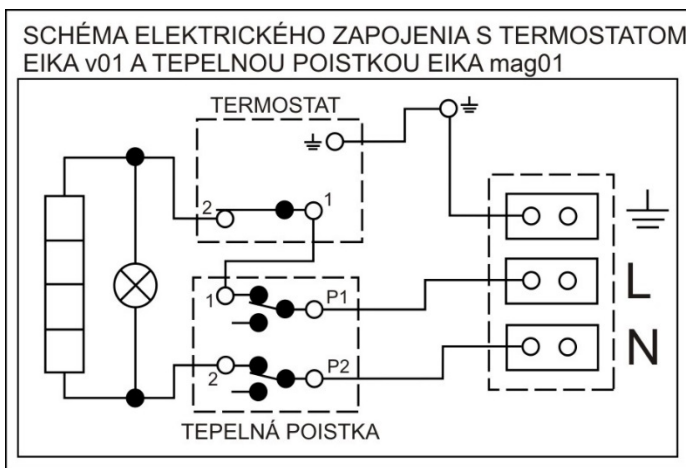 SCHÉMA ELEKTRICKÉHO ZAPOJENIA S TERMOSTATOM
EIKA v01 A TEPELNOU POISTKOU EIKA mag01
TERMOSTAT
2
1
1
P1
L
2
P2
N
TEPELNÁ POISTKA